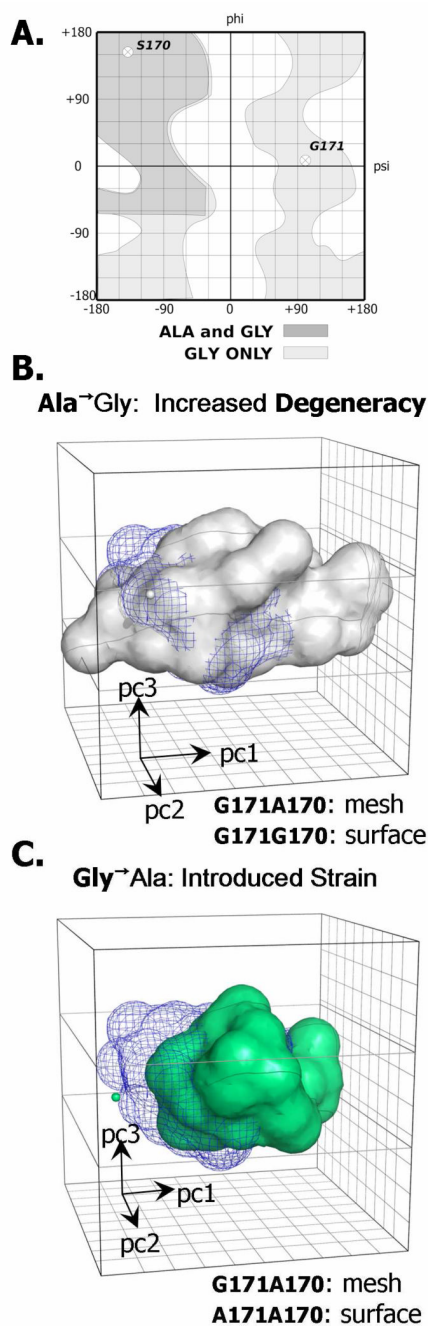 A.
phi
+180
S170
+90
G171
0
psi
-90
-180
-180 -90 0 +90 +180
ALA and GLY
GLY ONLY
B.
Ala→Gly: Increased Degeneracy
pc3
pc1
pc2
G171A170: mesh
G171G170: surface
C.
Gly→Ala: Introduced Strain
pc3
pc1
pc2
G171A170: mesh
A171A170: surface